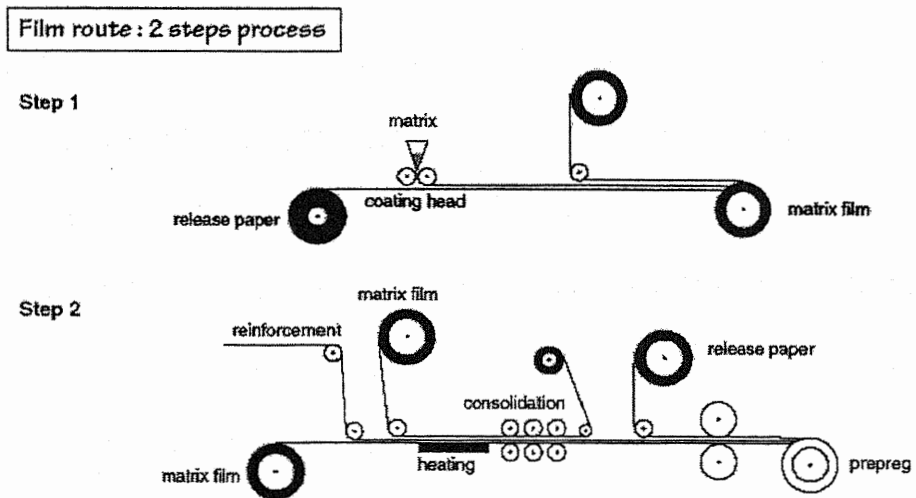 Film route : 2 steps process
Step 1
matrix
coating head
release paper
matrix film
Step 2
matrix film
reinforcement
release paper
consolidation
heating
matrix film
prepreg